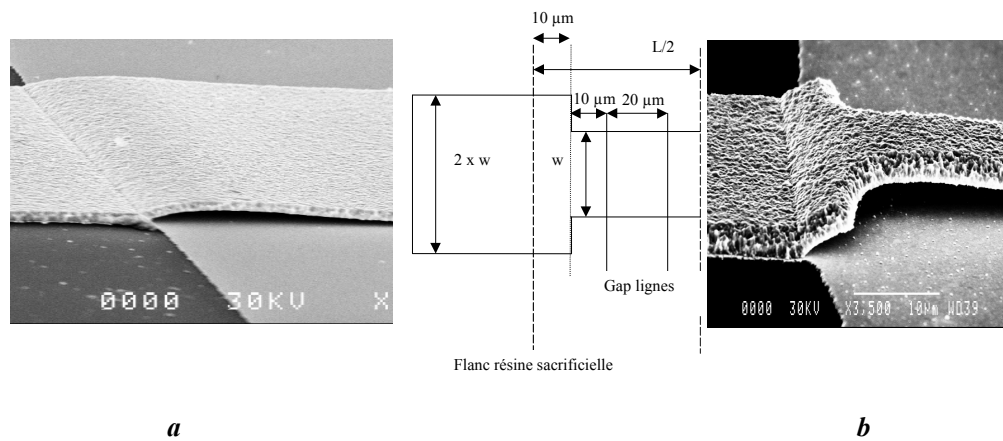 10 µm
L/2
10 µm
20 µm
2 x w
w
Gap lignes
Flanc résine sacrificielle
0000 30KV X
0000 30KV X3,500 10µm WD39
a
b